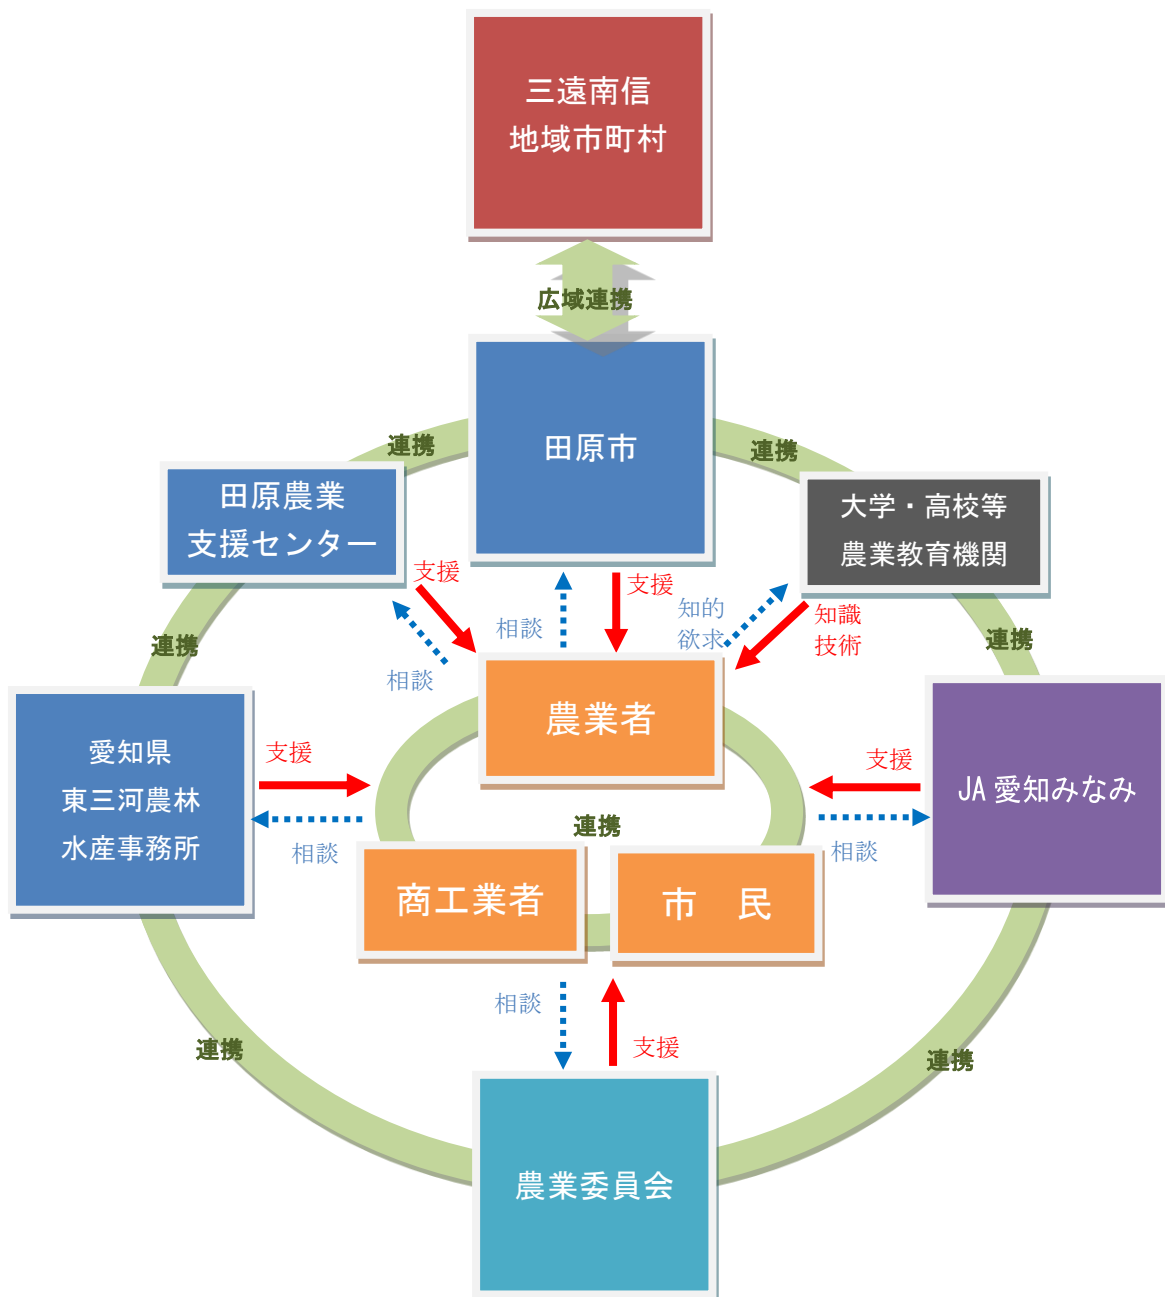 三遠南信
地域市町村
広域連携
田原市
連携
連携
田原農業
支援センター
大学・高校等
農業教育機関
支援
相談
相談
支援
知的
欲求
知識
技術
連携
連携
農業者
愛知県
東三河農林
水産事務所
支援
相談
支援
相談
JA 愛知みなみ
連携
商工業者
市　民
相談
支援
連携
連携
農業委員会